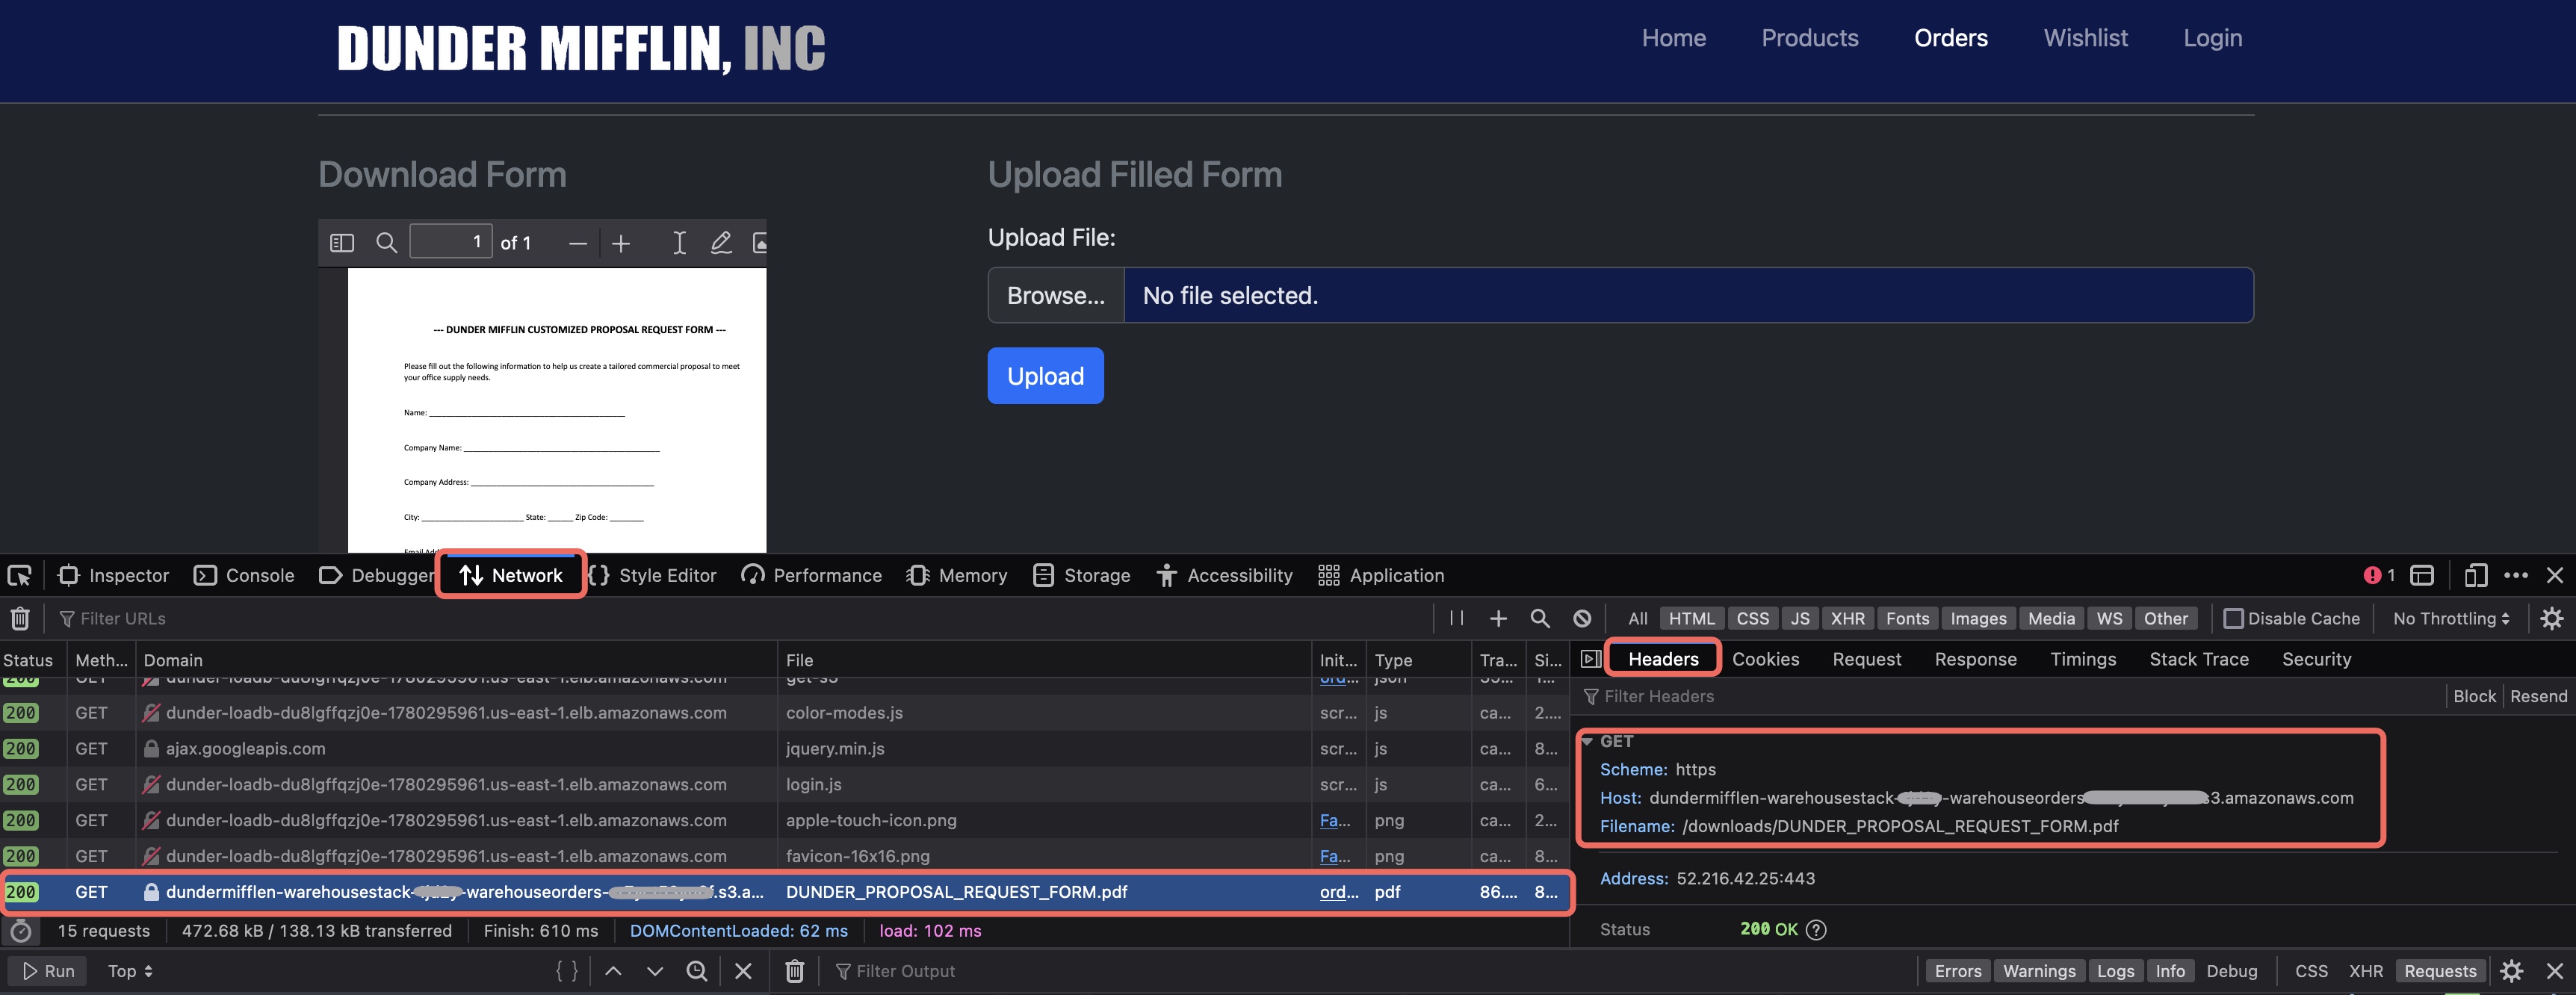 DUNDER MIFFLIN, INC
Home Products Orders Wishlist Login
Download Form
Upload Filled Form
1 of 1
Upload File:
Browse... No file selected.
Upload
--- DUNDER MIFFLIN CUSTOMIZED PROPOSAL REQUEST FORM ---
Please fill out the following information to help us create a tailored commercial proposal to meet
your office supply needs.
Name:
Company Name:
Company Address:
City: State: Zip Code:
Inspector Console Debugger Network Style Editor Performance Memory Storage Accessibility Application 1
Filter URLs All HTML CSS JS XHR Fonts Images Media WS Other Disable Cache No Throttling
Status Meth... Domain File Init... Type Tra... Si...
Headers Cookies Request Response Timings Stack Trace Security
Filter Headers Block Resend
200 GET dunder-loadb-du8lgffqzj0e-1780295961.us-east-1.elb.amazonaws.com color-modes.js scr... js ca... 2....
200 GET ajax.googleapis.com jquery.min.js scr... js ca... 8...
200 GET dunder-loadb-du8lgffqzj0e-1780295961.us-east-1.elb.amazonaws.com login.js scr... js ca... 6...
200 GET dunder-loadb-du8lgffqzj0e-1780295961.us-east-1.elb.amazonaws.com apple-touch-icon.png Fa... png ca... 2...
200 GET dunder-loadb-du8lgffqzj0e-1780295961.us-east-1.elb.amazonaws.com favicon-16x16.png Fa... png ca... 8...
200 GET dundermifflen-warehousestack- -warehouseorders- .s3.a... DUNDER_PROPOSAL_REQUEST_FORM.pdf ord... pdf 86.... 8...
GET
Scheme: https
Host: dundermifflen-warehousestack- -warehouseorders s3.amazonaws.com
Filename: /downloads/DUNDER_PROPOSAL_REQUEST_FORM.pdf
Address: 52.216.42.25:443
Status 200 OK
15 requests 472.68 kB / 138.13 kB transferred Finish: 610 ms DOMContentLoaded: 62 ms load: 102 ms
Run Top { } Filter Output Errors Warnings Logs Info Debug CSS XHR Requests